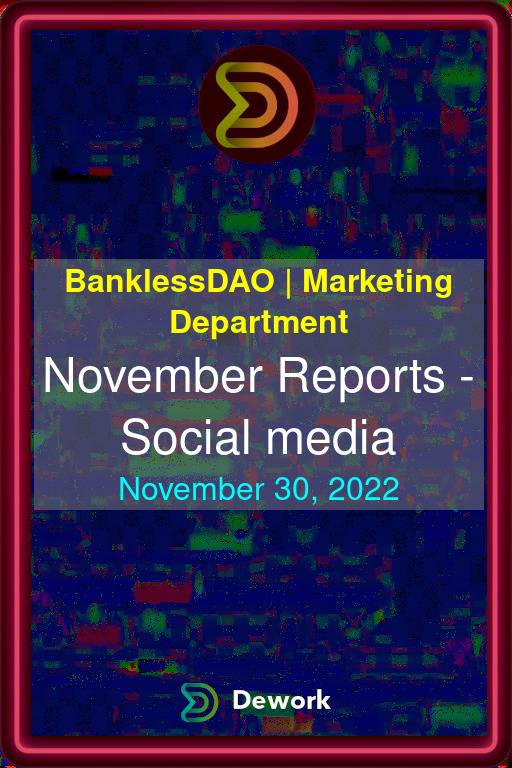 BanklessDAO | Marketing
Department
November Reports -
Social media
November 30, 2022
Dework